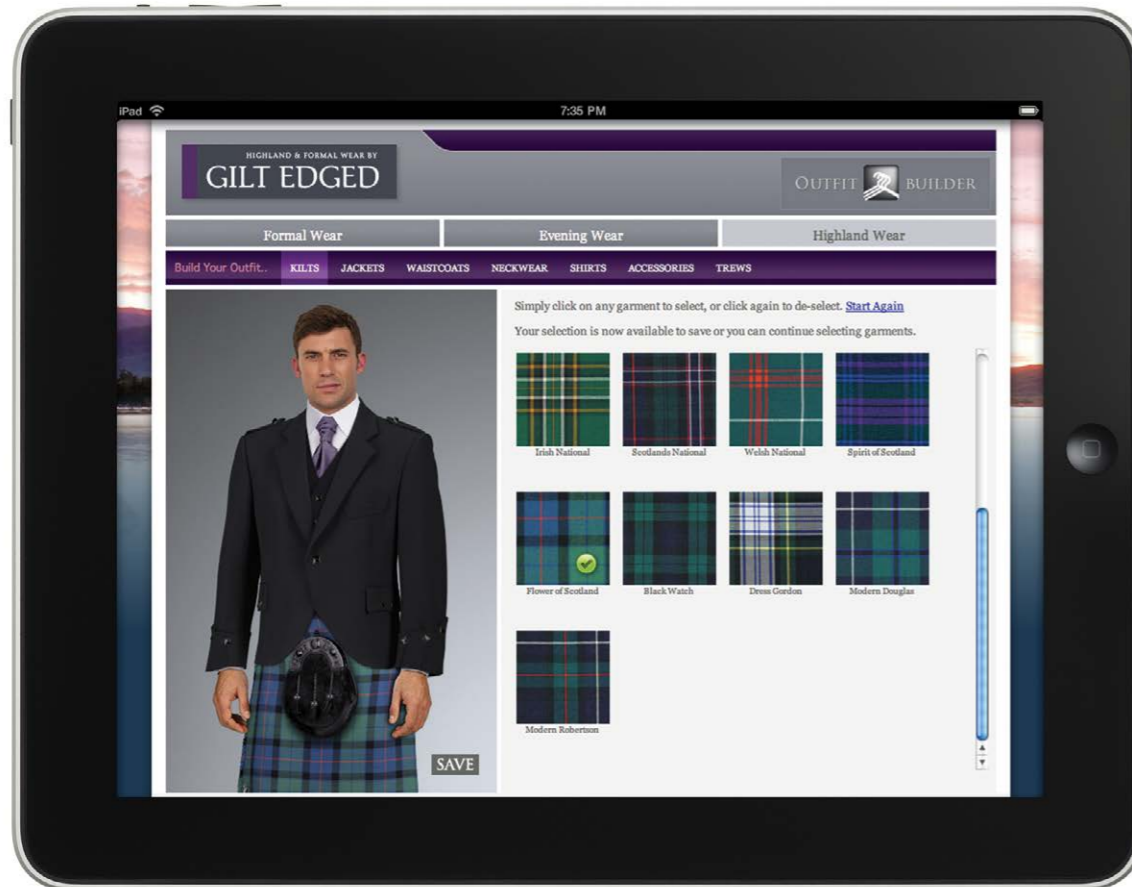 iPad
7:35 PM
HIGHLAND & FORMAL WEAR BY
GILT EDGED
OUTFIT BUILDER
Formal Wear
Evening Wear
Highland Wear
Build Your Outfit..
KILTS
JACKETS
WAISTCOATS
NECKWEAR
SHIRTS
ACCESSORIES
TREWS
Simply click on any garment to select, or click again to de-select. Start Again
Your selection is now available to save or you can continue selecting garments.
Irish National
Scotlands National
Welsh National
Spirit of Scotland
Flower of Scotland
Black Watch
Dress Gordon
Modern Douglas
Modern Robertson
SAVE